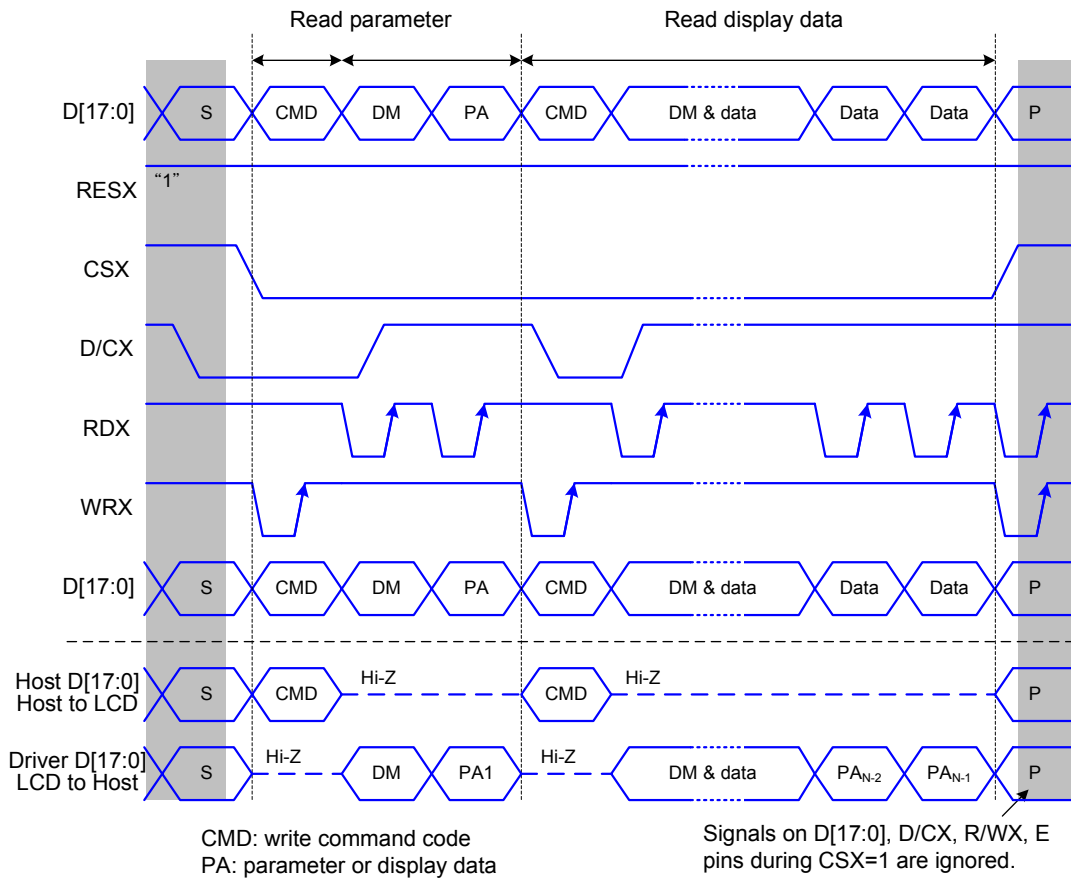 Read parameter
Read display data
D[17:0]
S
CMD
DM
PA
CMD
DM & data
Data
Data
P
RESX
“1”
CSX
D/CX
RDX
WRX
D[17:0]
S
CMD
DM
PA
CMD
DM & data
Data
Data
P
Host D[17:0]
Host to LCD
S
CMD
Hi-Z
CMD
Hi-Z
P
Driver D[17:0]
LCD to Host
S
Hi-Z
DM
PA1
Hi-Z
DM & data
PAN-2
PAN-1
P
CMD: write command code
PA: parameter or display data
Signals on D[17:0], D/CX, R/WX, E
pins during CSX=1 are ignored.